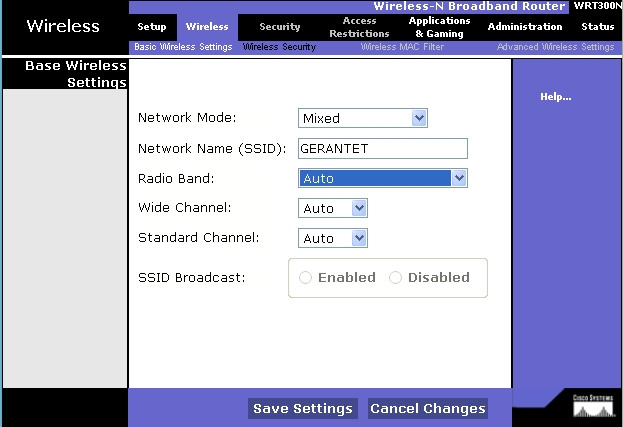 Wireless-N Broadband Router WRT300N
Wireless
Setup Wireless Security Access Restrictions Applications & Gaming Administration Status
Basic Wireless Settings Wireless Security Wireless MAC Filter Advanced Wireless Settings
Base Wireless
Settings
Help...
Network Mode: Mixed
Network Name (SSID): GERANTET
Radio Band: Auto
Wide Channel: Auto
Standard Channel: Auto
SSID Broadcast: Enabled Disabled
Save Settings Cancel Changes
CISCO SYSTEMS